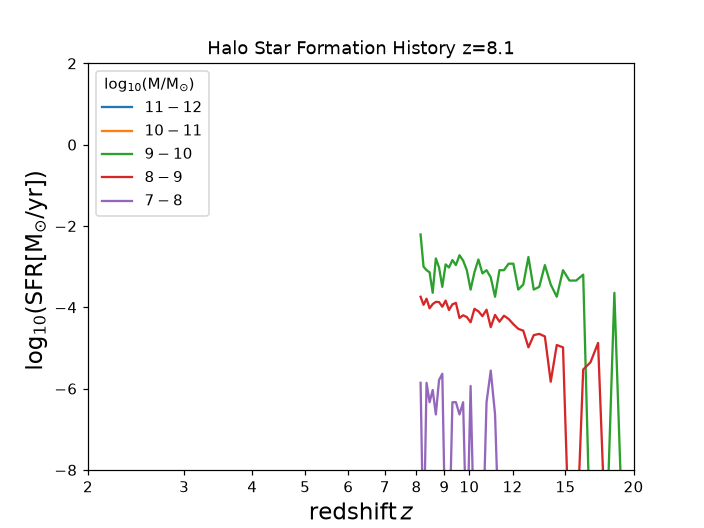 Halo Star Formation History z=8.1
log₁₀(SFR[M☉/yr])
2
0
−2
−4
−6
−8
log₁₀(M/M☉)
11 − 12
10 − 11
9 − 10
8 − 9
7 − 8
2 3 4 5 6 7 8 9 10 12 15 20
redshift z